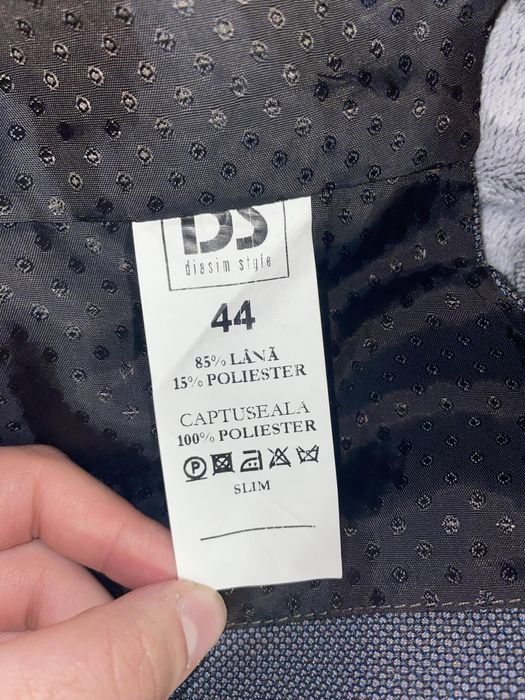 DS
diasim style
44
85% LÂNĂ
15% POLIESTER
CAPTUSEALA
100% POLIESTER
P
SLIM